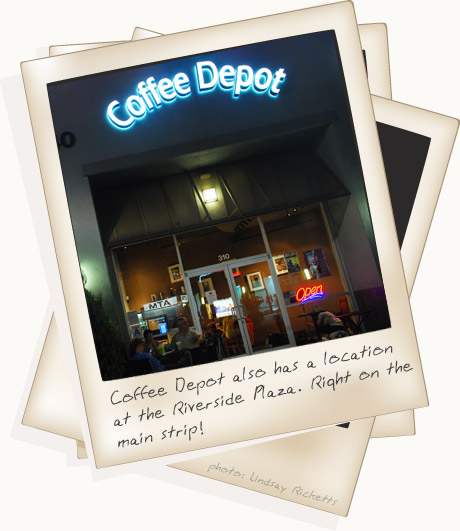 Coffee Depot
310
MTA
Open
Coffee Depot also has a location
at the Riverside Plaza. Right on the
main strip!
photo: Lindsay Ricketts